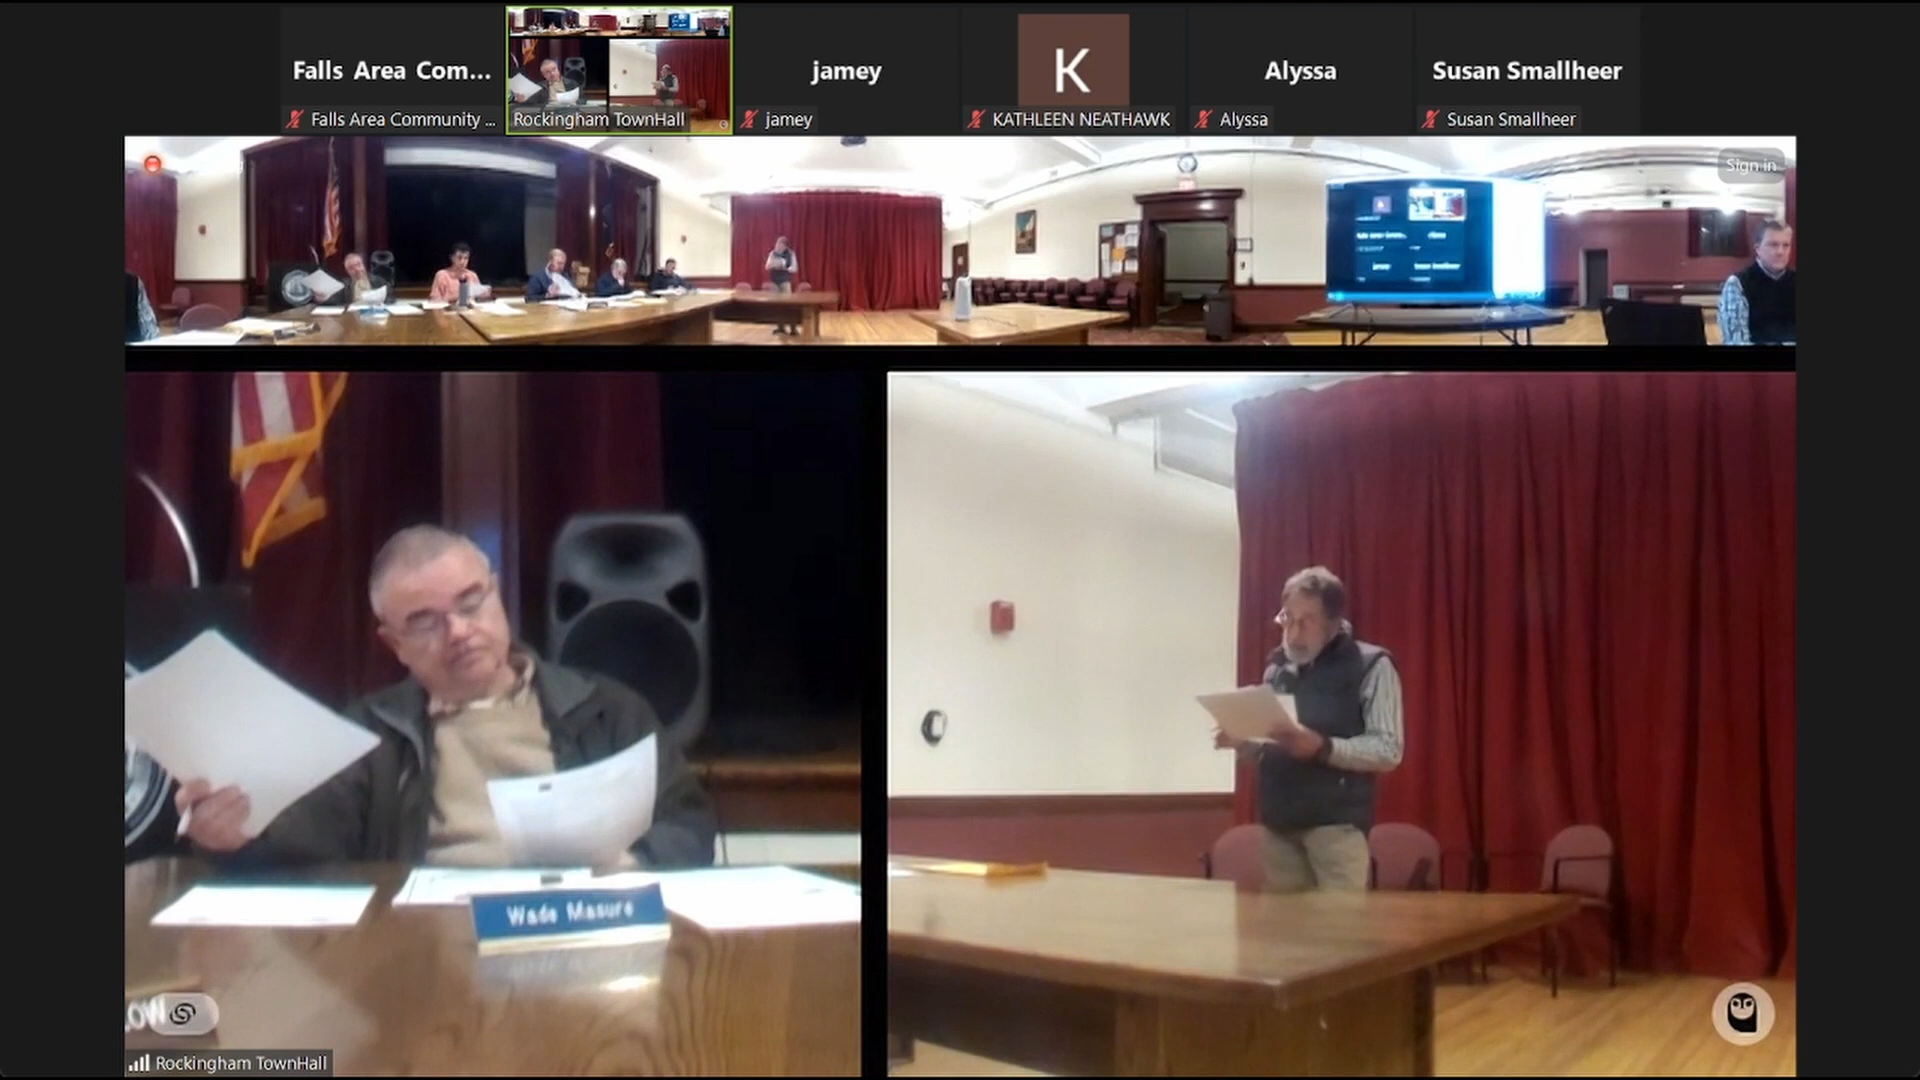 Falls Area Com...
jamey
K
Alyssa
Susan Smallheer
Falls Area Community ...
Rockingham TownHall
jamey
KATHLEEN NEATHAWK
Alyssa
Susan Smallheer
Sign in
Wade Masure
OW
Rockingham TownHall